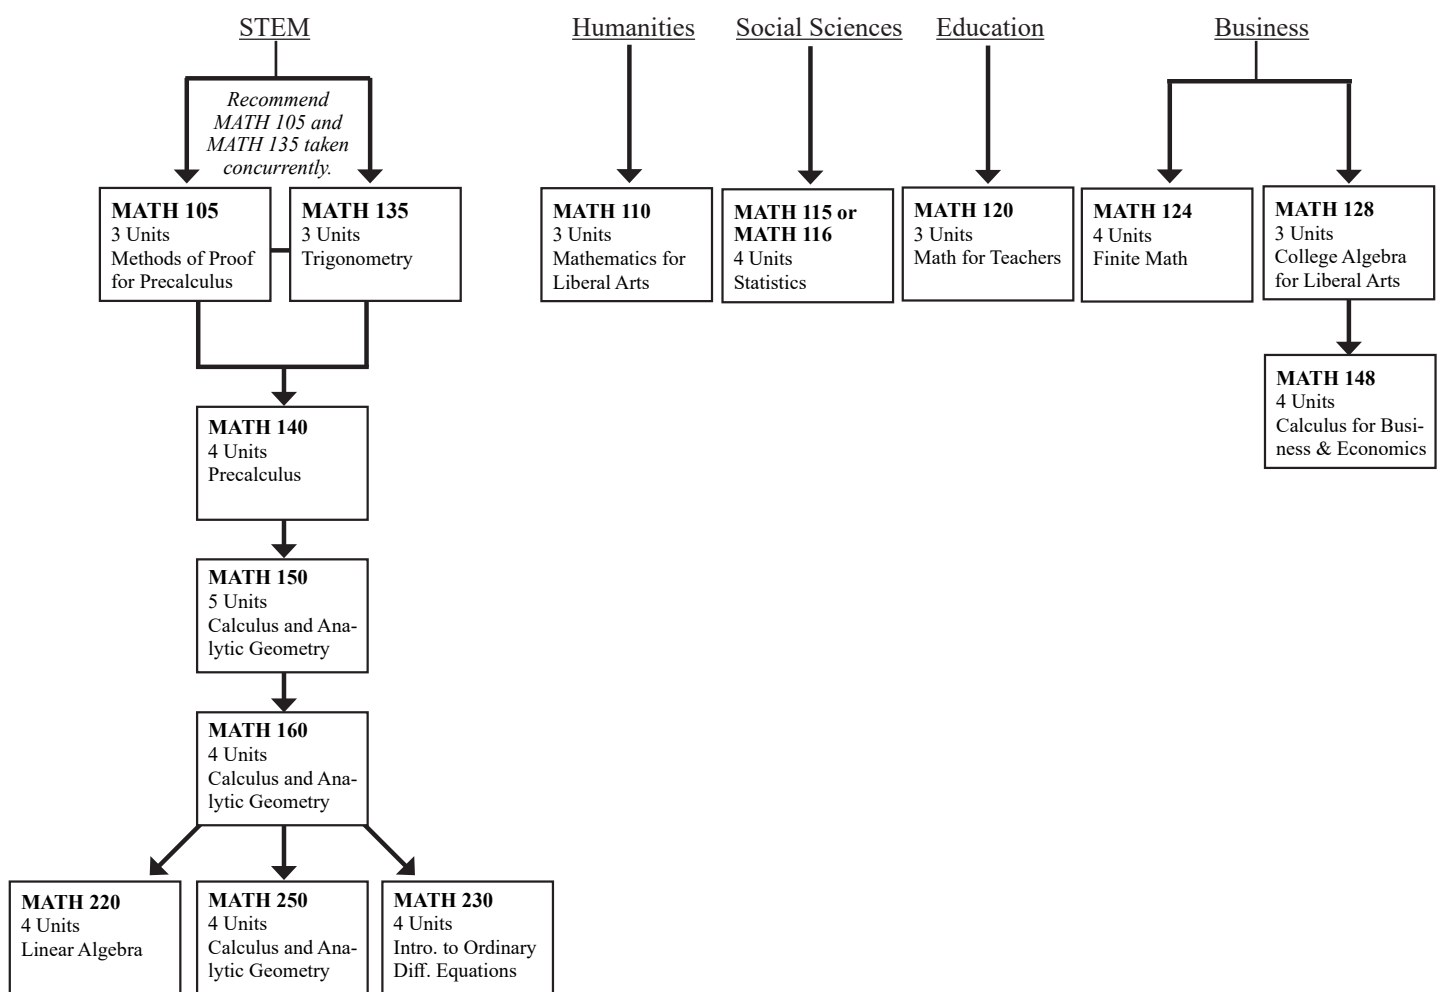 STEM
Humanities
Social Sciences
Education
Business
Recommend
MATH 105 and
MATH 135 taken
concurrently.
MATH 105
3 Units
Methods of Proof
for Precalculus
MATH 135
3 Units
Trigonometry
MATH 110
3 Units
Mathematics for
Liberal Arts
MATH 115 or
MATH 116
4 Units
Statistics
MATH 120
3 Units
Math for Teachers
MATH 124
4 Units
Finite Math
MATH 128
3 Units
College Algebra
for Liberal Arts
MATH 148
4 Units
Calculus for Busi-
ness & Economics
MATH 140
4 Units
Precalculus
MATH 150
5 Units
Calculus and Ana-
lytic Geometry
MATH 160
4 Units
Calculus and Ana-
lytic Geometry
MATH 220
4 Units
Linear Algebra
MATH 250
4 Units
Calculus and Ana-
lytic Geometry
MATH 230
4 Units
Intro. to Ordinary
Diff. Equations